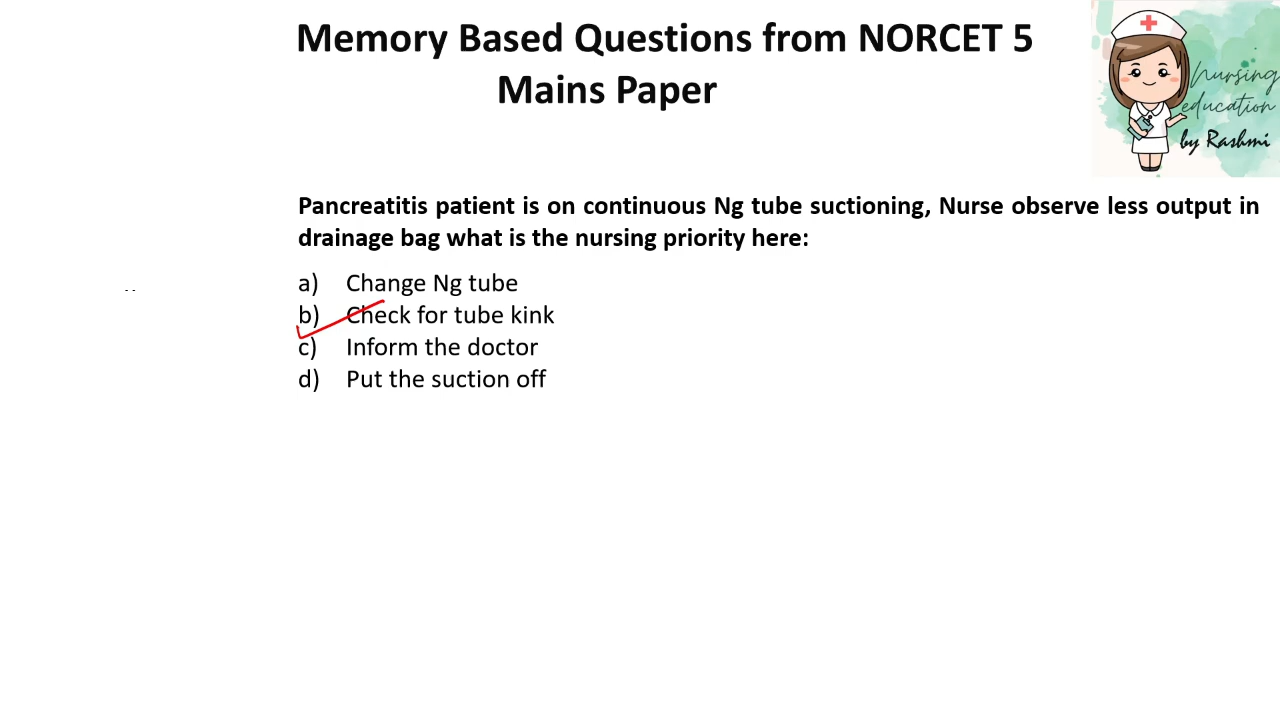 Memory Based Questions from NORCET 5
Mains Paper
Nursing
education
by Rashmi
Pancreatitis patient is on continuous Ng tube suctioning, Nurse observe less output in
drainage bag what is the nursing priority here:
a) Change Ng tube
b) Check for tube kink
c) Inform the doctor
d) Put the suction off